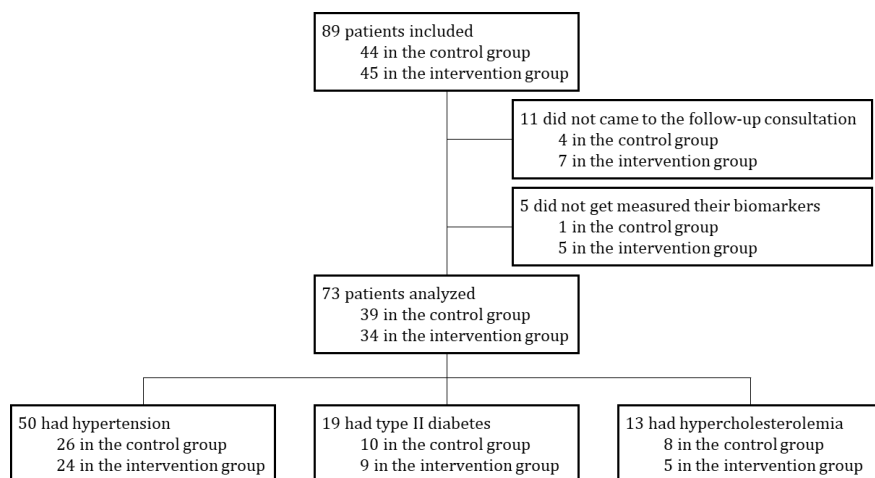 89 patients included
44 in the control group
45 in the intervention group
11 did not came to the follow-up consultation
4 in the control group
7 in the intervention group
5 did not get measured their biomarkers
1 in the control group
5 in the intervention group
73 patients analyzed
39 in the control group
34 in the intervention group
50 had hypertension
26 in the control group
24 in the intervention group
19 had type II diabetes
10 in the control group
9 in the intervention group
13 had hypercholesterolemia
8 in the control group
5 in the intervention group